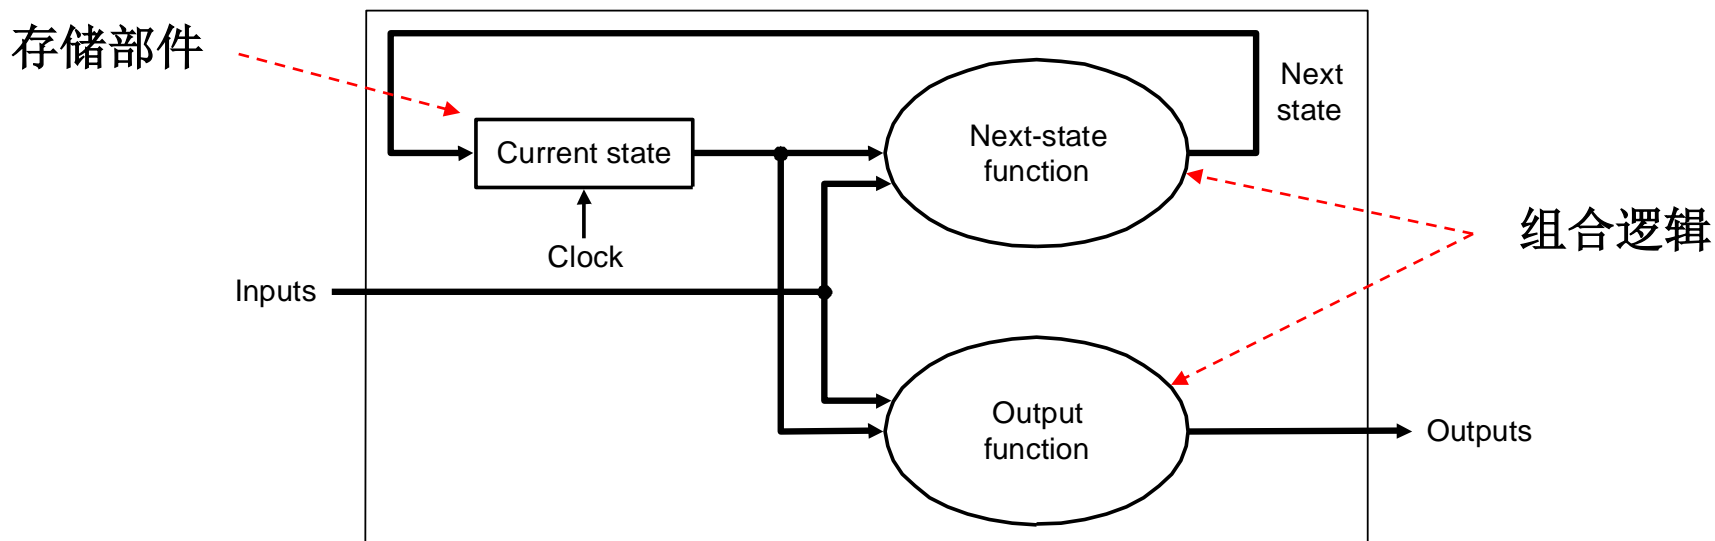 存储部件
Next
state
Current state
Next-state
function
Clock
组合逻辑
Inputs
Output
function
Outputs